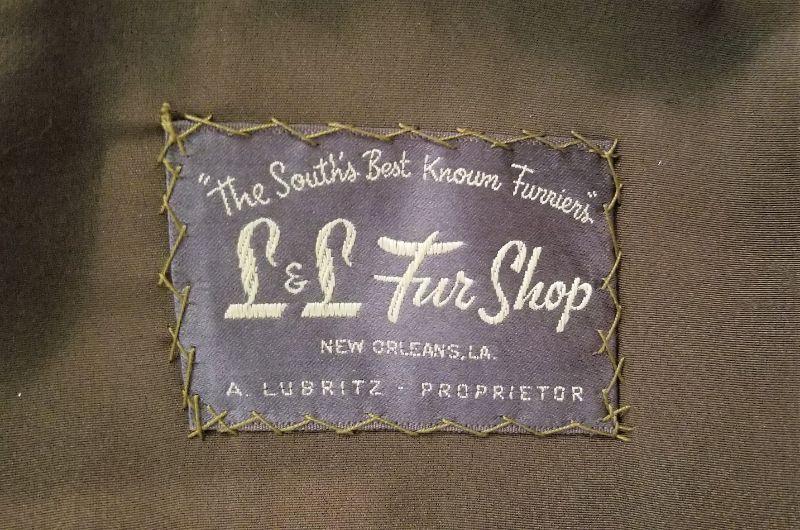 "The South's Best Known Furriers"
L & L Fur Shop
NEW ORLEANS, LA.
A. LUBRITZ - PROPRIETOR